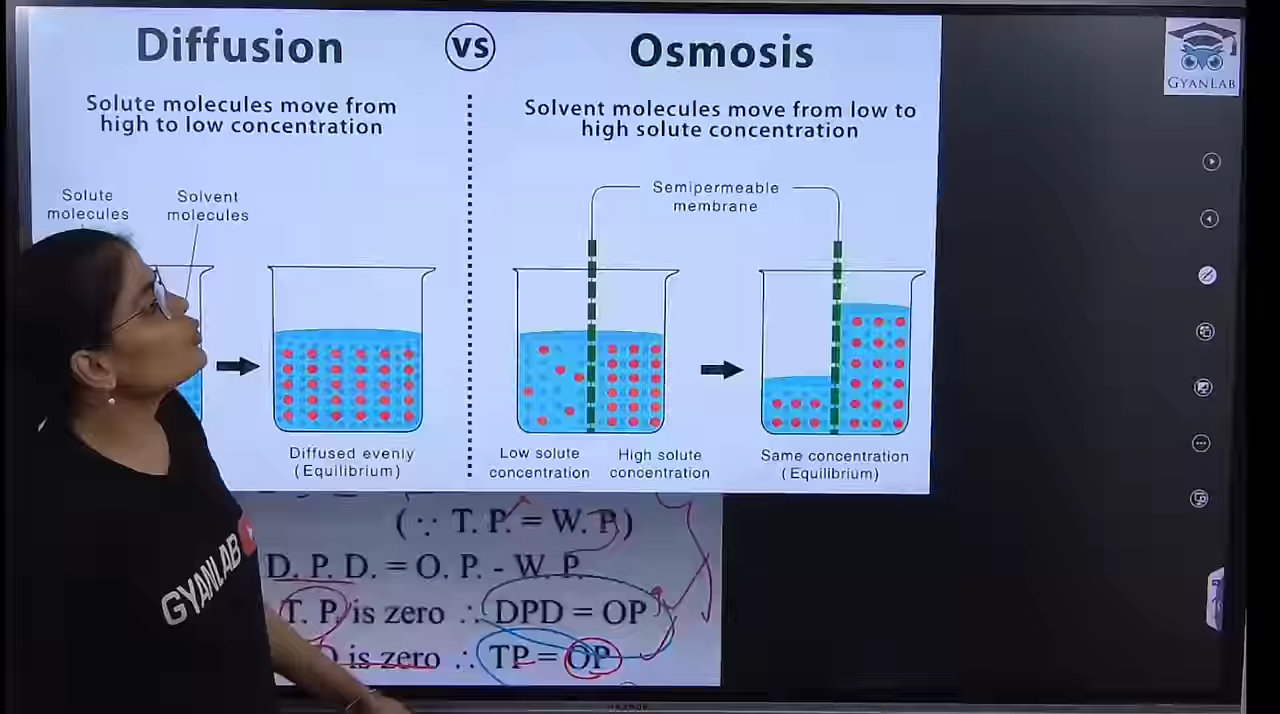 Diffusion
VS
Osmosis
GYANLAB
Solute molecules move from
high to low concentration
Solvent molecules move from low to
high solute concentration
Solute
molecules
Solvent
molecules
Semipermeable
membrane
Diffused evenly
(Equilibrium)
Low solute
concentration
High solute
concentration
Same concentration
(Equilibrium)
(∵ T. P. = W. P.)
D. P. D. = O. P. - W. P.
T. P. is zero ∴ DPD = OP
is zero ∴ TP = OP
GYANLAB